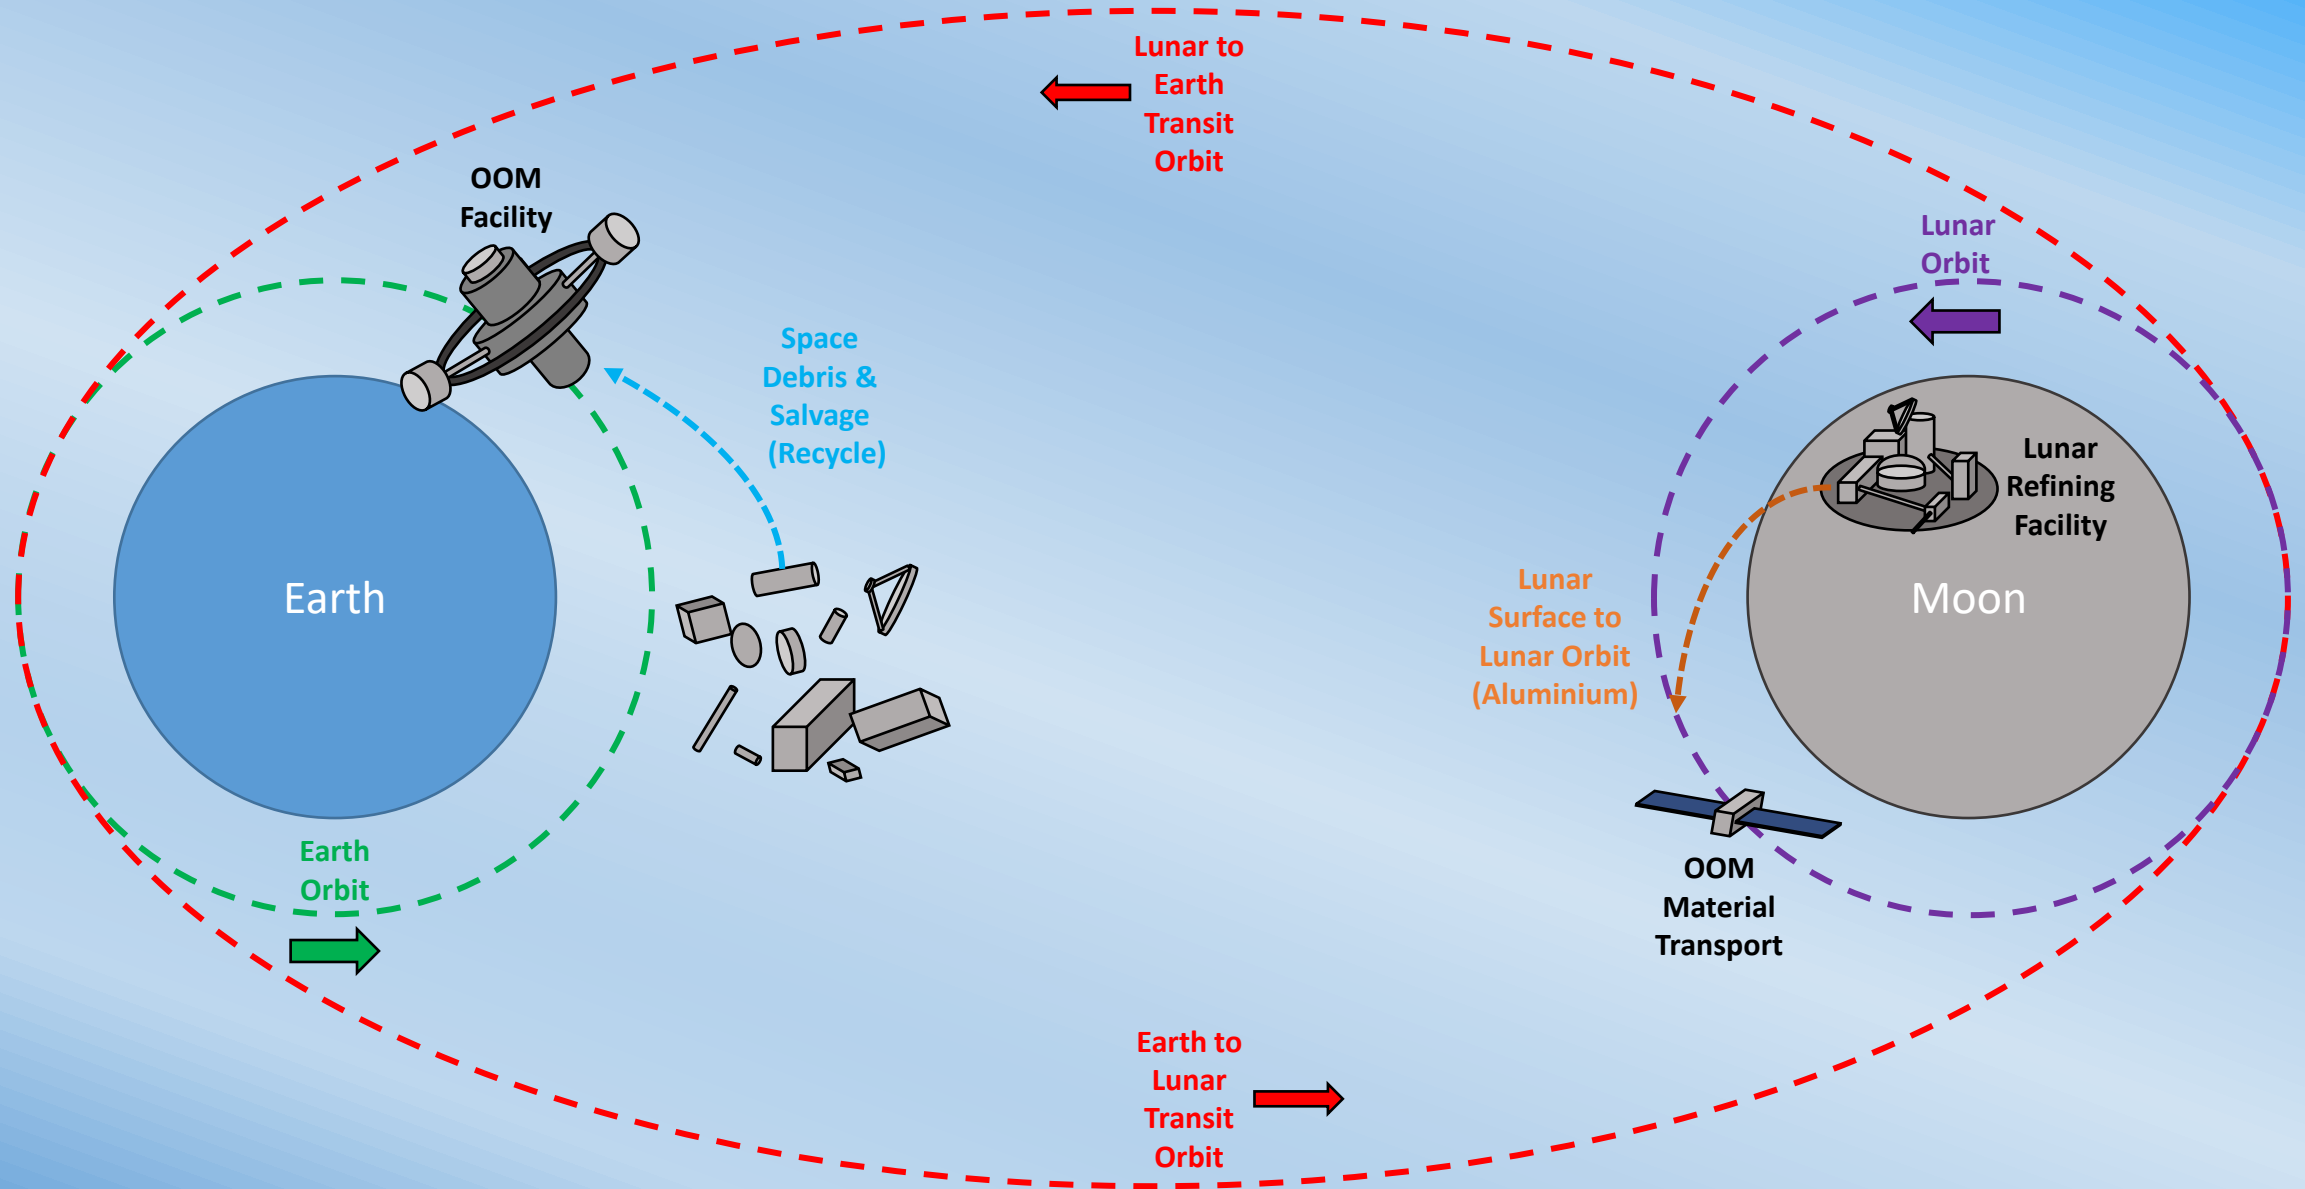 Lunar to
Earth
Transit
Orbit
OOM
Facility
Lunar
Orbit
Space
Debris &
Salvage
(Recycle)
Lunar
Refining
Facility
Earth
Moon
Lunar
Surface to
Lunar Orbit
(Aluminium)
Earth
Orbit
OOM
Material
Transport
Earth to
Lunar
Transit
Orbit